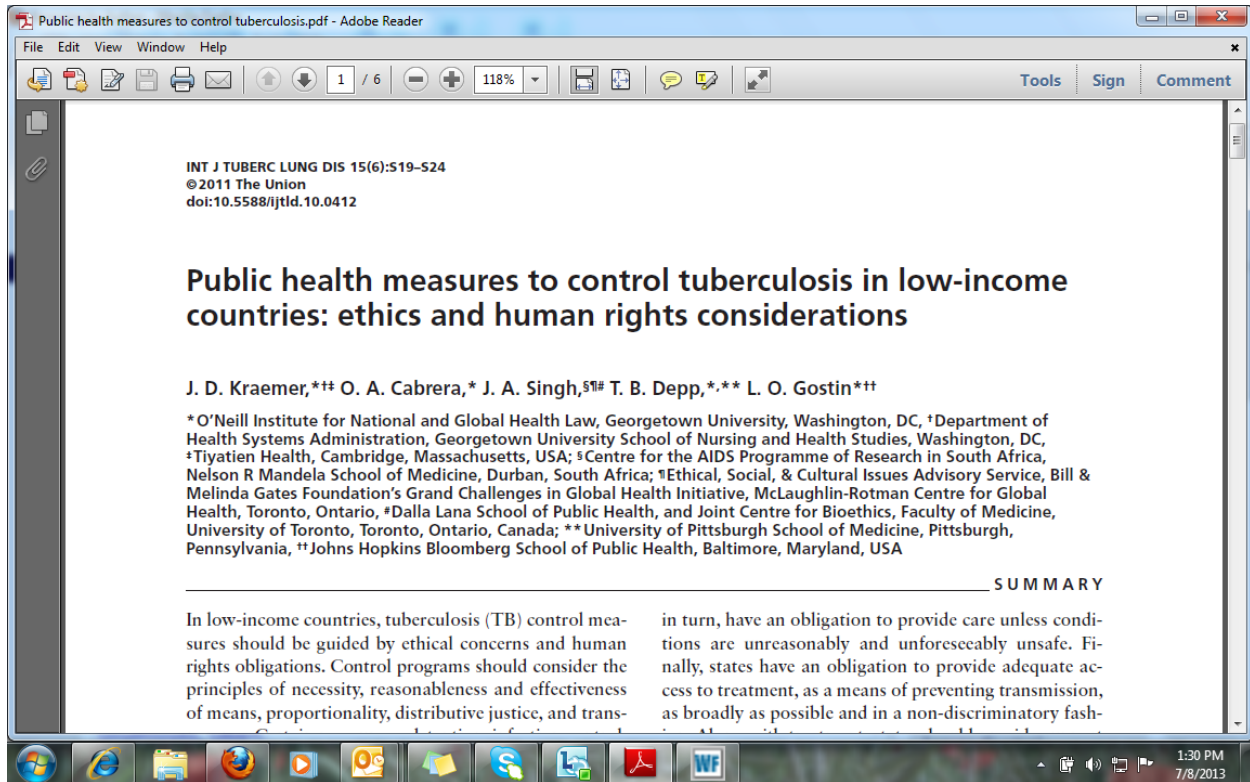 Public health measures to control tuberculosis.pdf - Adobe Reader
File Edit View Window Help
1 / 6 118% Tools Sign Comment
INT J TUBERC LUNG DIS 15(6):S19–S24
©2011 The Union
doi:10.5588/ijtld.10.0412
Public health measures to control tuberculosis in low-income
countries: ethics and human rights considerations
J. D. Kraemer,*†‡ O. A. Cabrera,* J. A. Singh,§¶# T. B. Depp,*,** L. O. Gostin*††
*O'Neill Institute for National and Global Health Law, Georgetown University, Washington, DC, †Department of
Health Systems Administration, Georgetown University School of Nursing and Health Studies, Washington, DC,
‡Tiyatien Health, Cambridge, Massachusetts, USA; §Centre for the AIDS Programme of Research in South Africa,
Nelson R Mandela School of Medicine, Durban, South Africa; ¶Ethical, Social, & Cultural Issues Advisory Service, Bill &
Melinda Gates Foundation's Grand Challenges in Global Health Initiative, McLaughlin-Rotman Centre for Global
Health, Toronto, Ontario, #Dalla Lana School of Public Health, and Joint Centre for Bioethics, Faculty of Medicine,
University of Toronto, Toronto, Ontario, Canada; **University of Pittsburgh School of Medicine, Pittsburgh,
Pennsylvania, ††Johns Hopkins Bloomberg School of Public Health, Baltimore, Maryland, USA
SUMMARY
In low-income countries, tuberculosis (TB) control mea-
sures should be guided by ethical concerns and human
rights obligations. Control programs should consider the
principles of necessity, reasonableness and effectiveness
of means, proportionality, distributive justice, and trans-
in turn, have an obligation to provide care unless condi-
tions are unreasonably and unforeseeably unsafe. Fi-
nally, states have an obligation to provide adequate ac-
cess to treatment, as a means of preventing transmission,
as broadly as possible and in a non-discriminatory fash-
WF
1:30 PM
7/8/2013